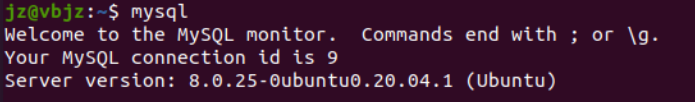 jz@vbjz:~$ mysql
Welcome to the MySQL monitor.  Commands end with ; or \g.
Your MySQL connection id is 9
Server version: 8.0.25-0ubuntu0.20.04.1 (Ubuntu)